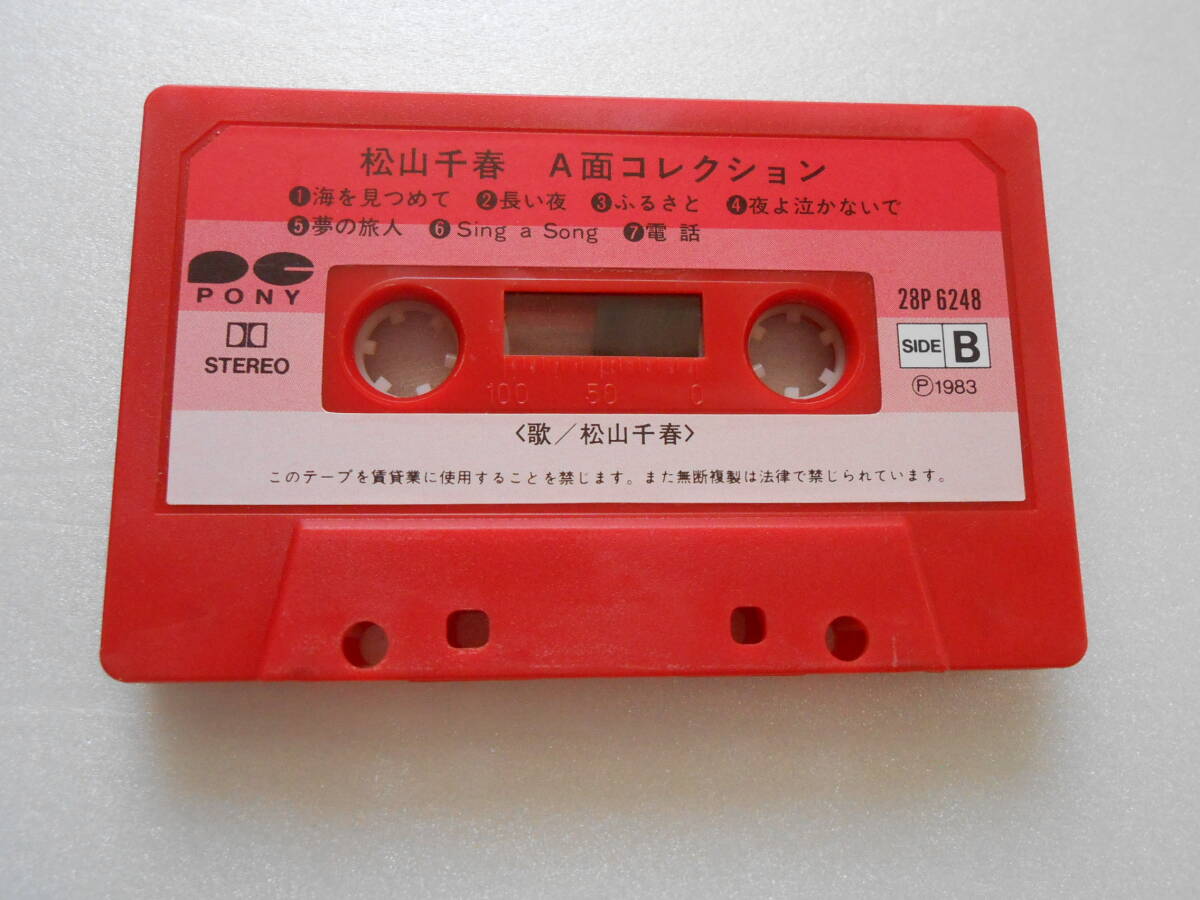 松山千春 A面コレクション
❶海を見つめて ❷長い夜 ❸ふるさと ❹夜よ泣かないで
❺夢の旅人 ❻Sing a Song ❼電話
PONY
STEREO
28P 6248
SIDE B
Ⓟ1983
100 50 0
〈歌／松山千春〉
このテープを賃貸業に使用することを禁じます。また無断複製は法律で禁じられています。